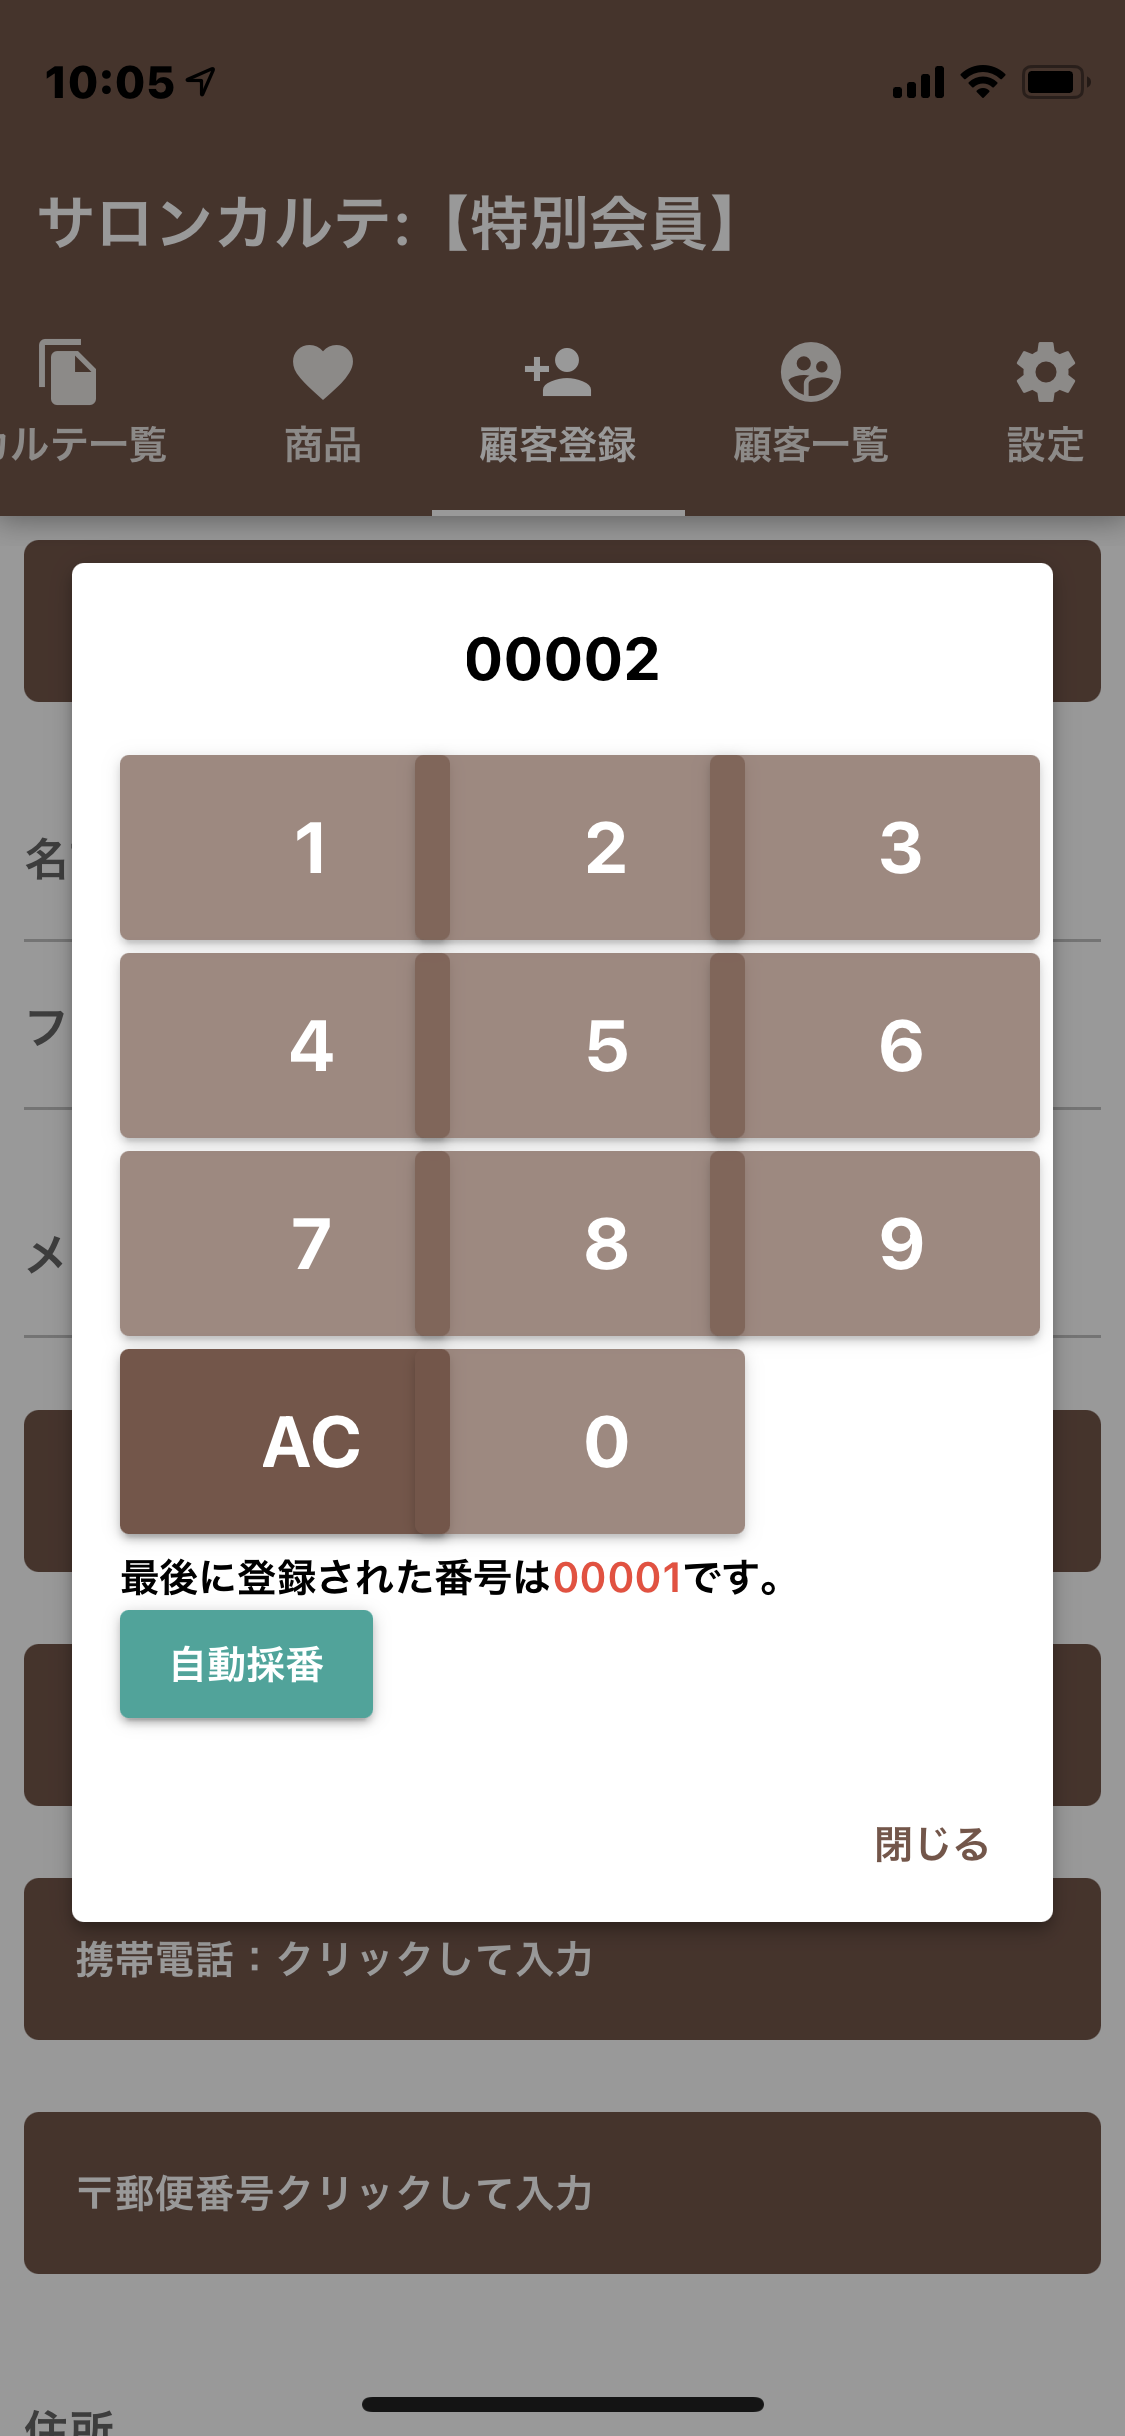 10:05
サロンカルテ:【特別会員】
カルテ一覧 商品 顧客登録 顧客一覧 設定
00002
1 2 3
名
4 5 6
フ
7 8 9
メ
AC 0
最後に登録された番号は00001です。
自動採番
閉じる
携帯電話：クリックして入力
〒郵便番号クリックして入力
住所